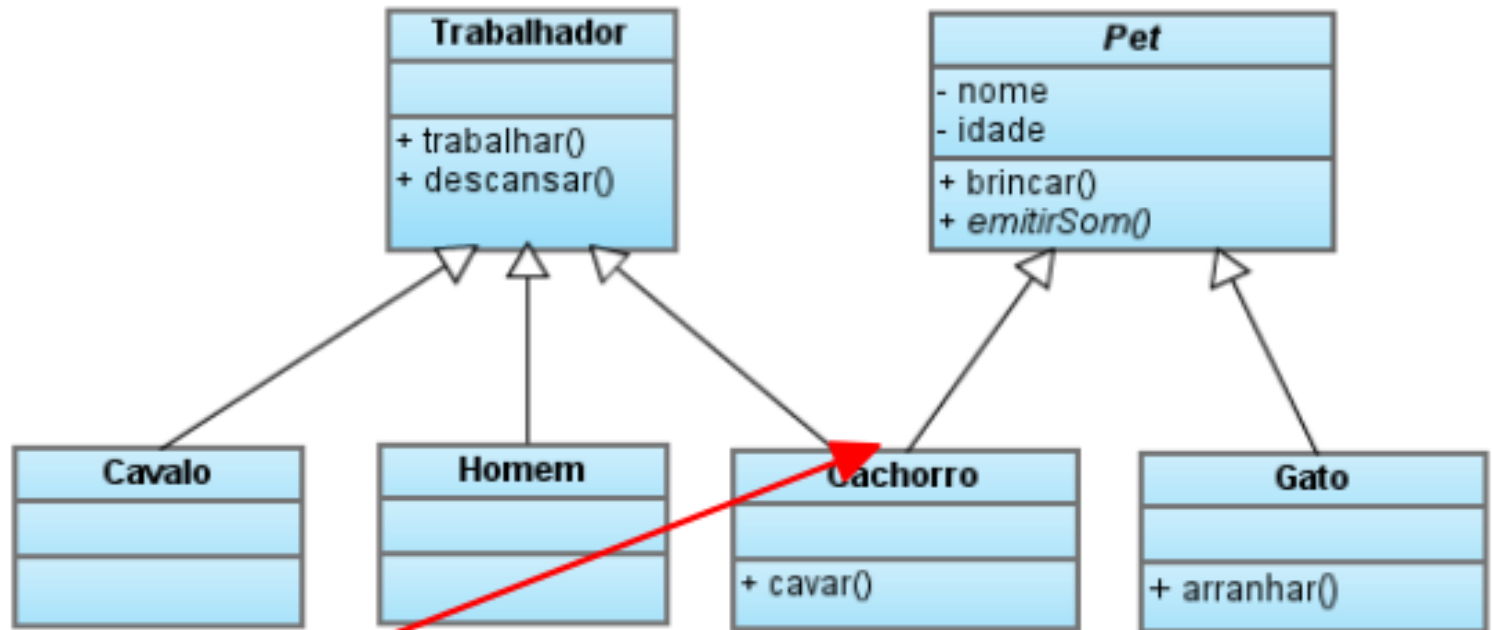 Trabalhador
+ trabalhar()
+ descansar()
Pet
- nome
- idade
+ brincar()
+ emitirSom()
Cavalo
Homem
Cachorro
+ cavar()
Gato
+ arranhar()